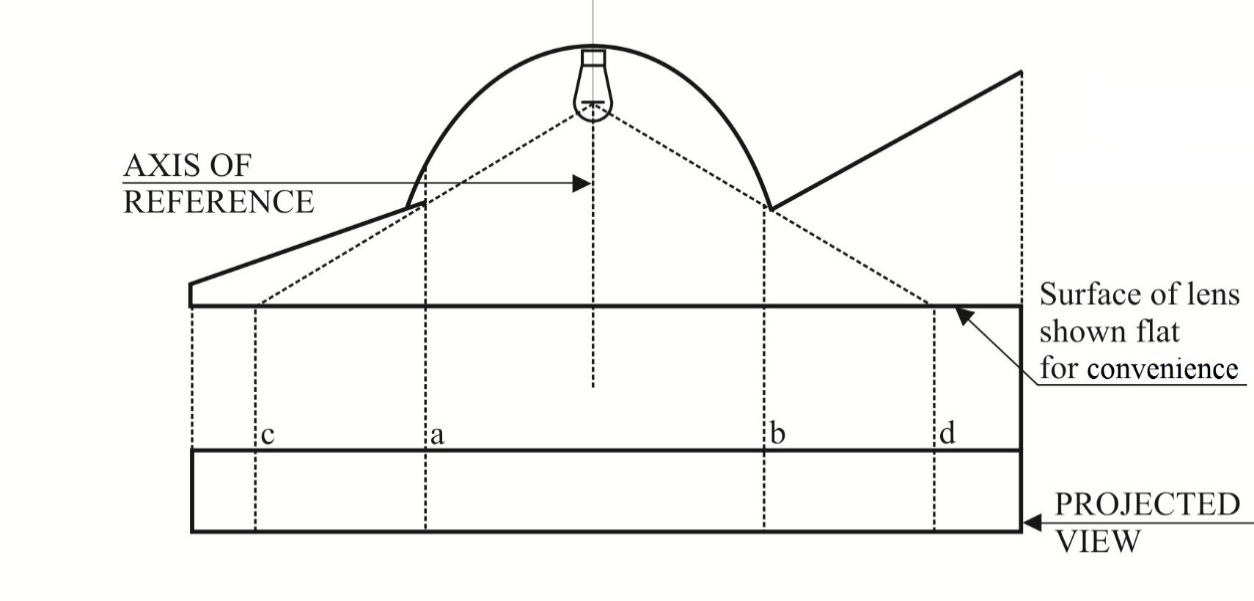 AXIS OF
REFERENCE
Surface of lens
shown flat
for convenience
c
a
b
d
PROJECTED
VIEW